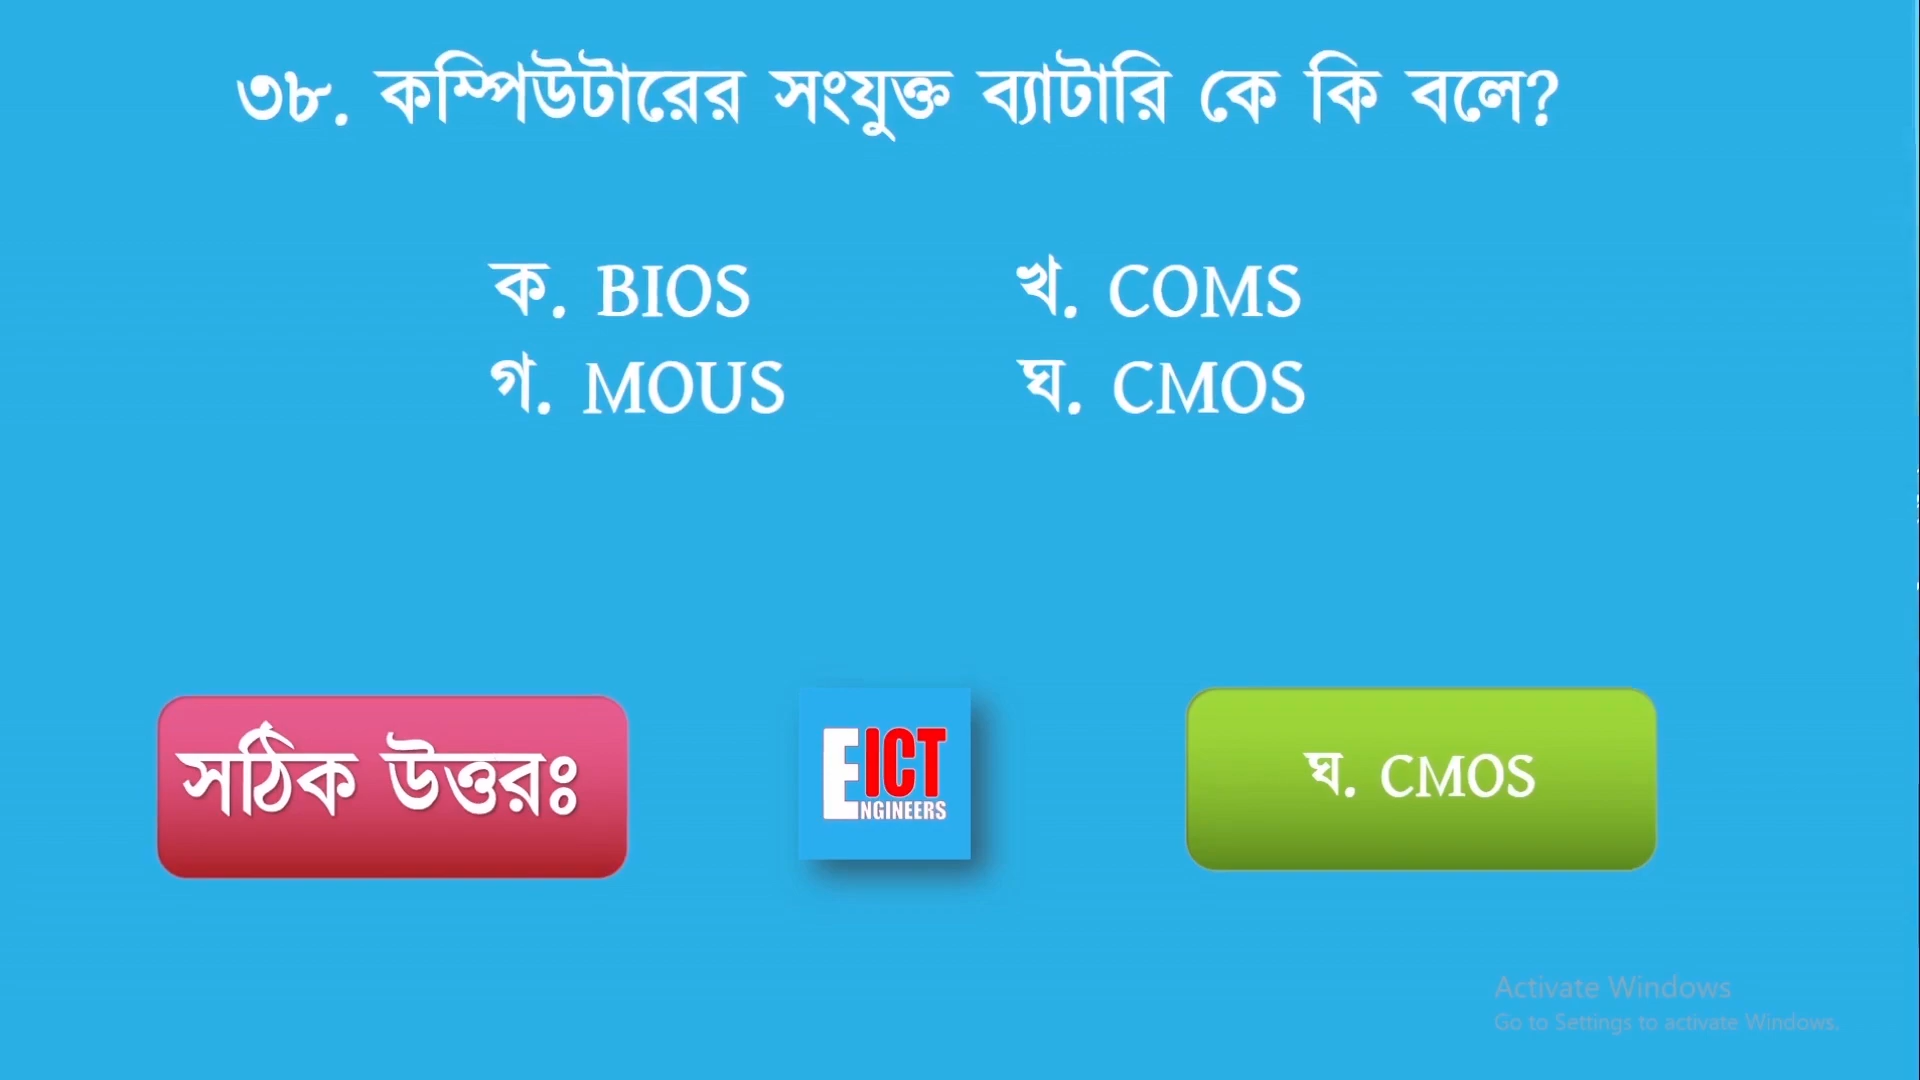 ৩৮. কম্পিউটারের সংযুক্ত ব্যাটারি কে কি বলে?
ক. BIOS খ. COMS
গ. MOUS ঘ. CMOS
সঠিক উত্তরঃ
EICT
NGINEERS
ঘ. CMOS
Activate Windows
Go to Settings to activate Windows.